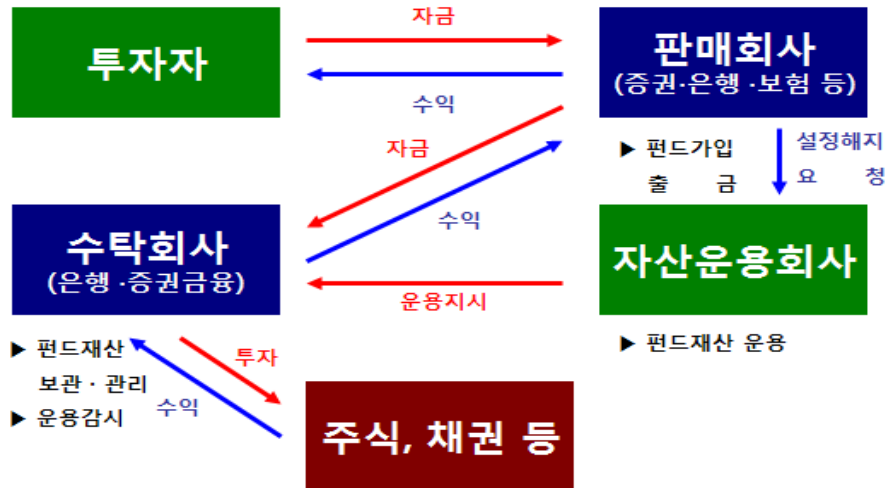 자금
투자자
판매회사
(증권·은행 ·보험 등)
수익
자금
▶ 펀드가입
출 금
설정해지
요 청
수익
수탁회사
(은행 ·증권금융)
자산운용회사
운용지시
▶ 펀드재산
보관 · 관리
▶ 운용감시
투자
수익
▶ 펀드재산 운용
주식, 채권 등